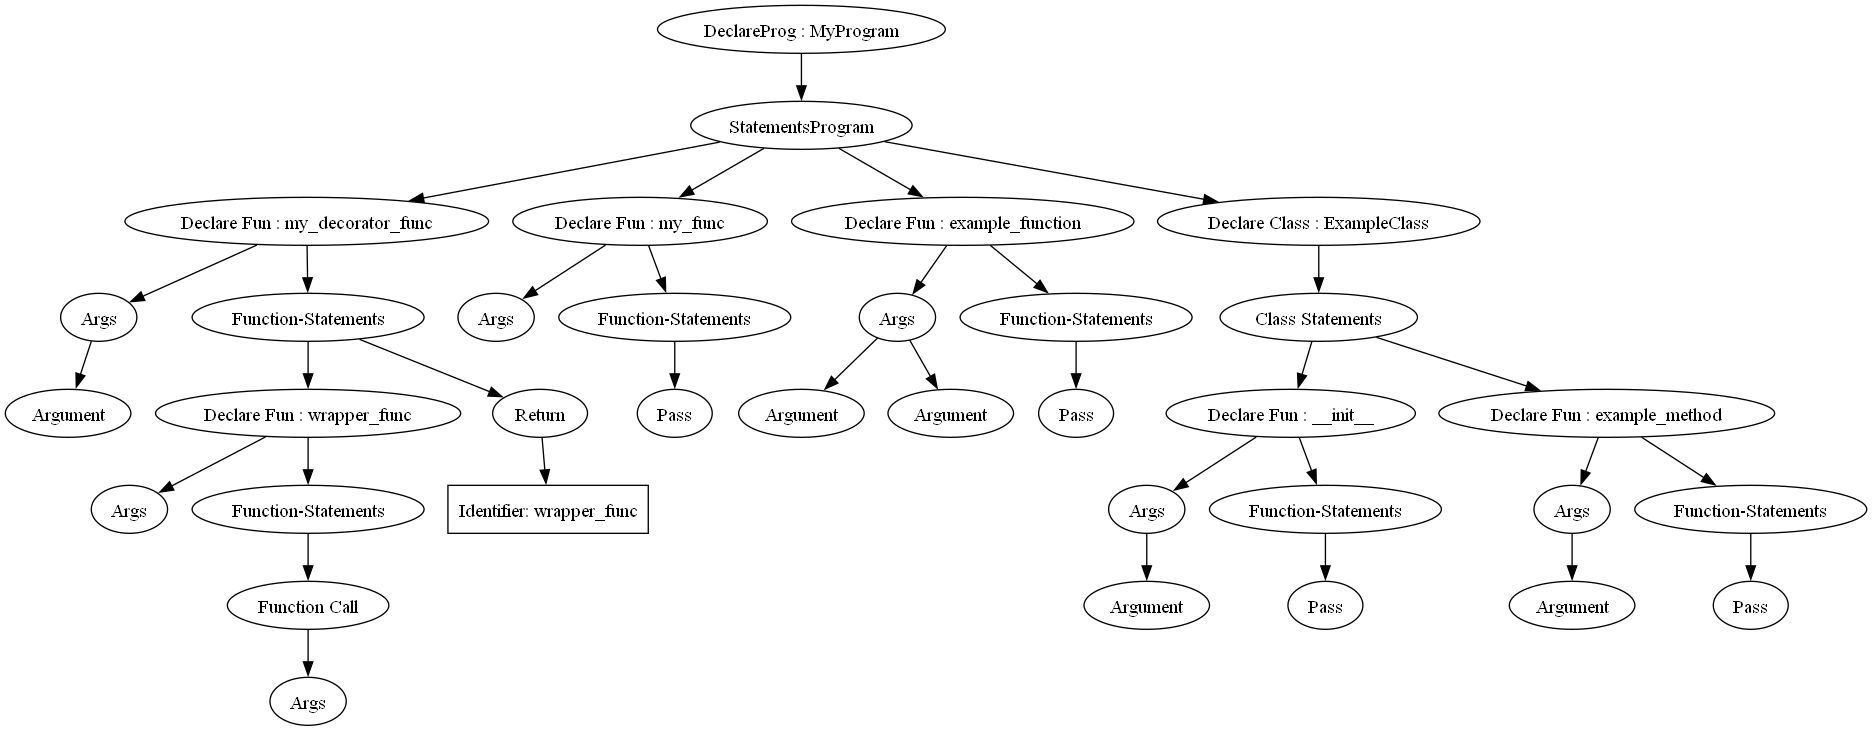 DeclareProg : MyProgram
StatementsProgram
Declare Fun : my_decorator_func
Declare Fun : my_func
Declare Fun : example_function
Declare Class : ExampleClass
Args
Function-Statements
Args
Function-Statements
Args
Function-Statements
Class Statements
Argument
Declare Fun : wrapper_func
Return
Pass
Argument
Argument
Pass
Declare Fun : __init__
Declare Fun : example_method
Args
Function-Statements
Identifier: wrapper_func
Args
Function-Statements
Args
Function-Statements
Function Call
Argument
Pass
Argument
Pass
Args